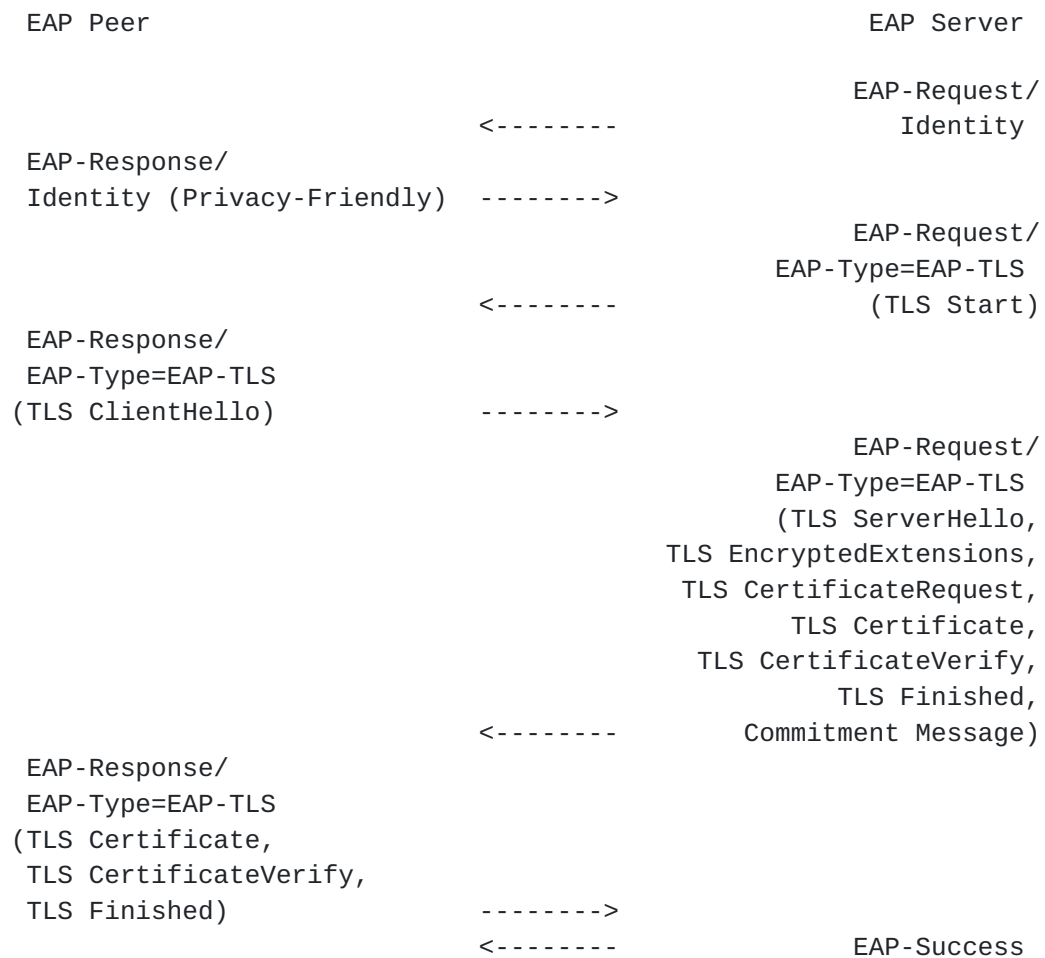 EAP Peer                                              EAP Server

                                                     EAP-Request/
                             <--------                  Identity
EAP-Response/
Identity (Privacy-Friendly)  -------->
                                                     EAP-Request/
                                                EAP-Type=EAP-TLS
                             <--------                (TLS Start)
EAP-Response/
EAP-Type=EAP-TLS
(TLS ClientHello)             -------->
                                                     EAP-Request/
                                                EAP-Type=EAP-TLS
                                                (TLS ServerHello,
                                         TLS EncryptedExtensions,
                                          TLS CertificateRequest,
                                                 TLS Certificate,
                                           TLS CertificateVerify,
                                                    TLS Finished,
                             <--------        Commitment Message)
EAP-Response/
EAP-Type=EAP-TLS
(TLS Certificate,
TLS CertificateVerify,
TLS Finished)                -------->
                             <--------               EAP-Success